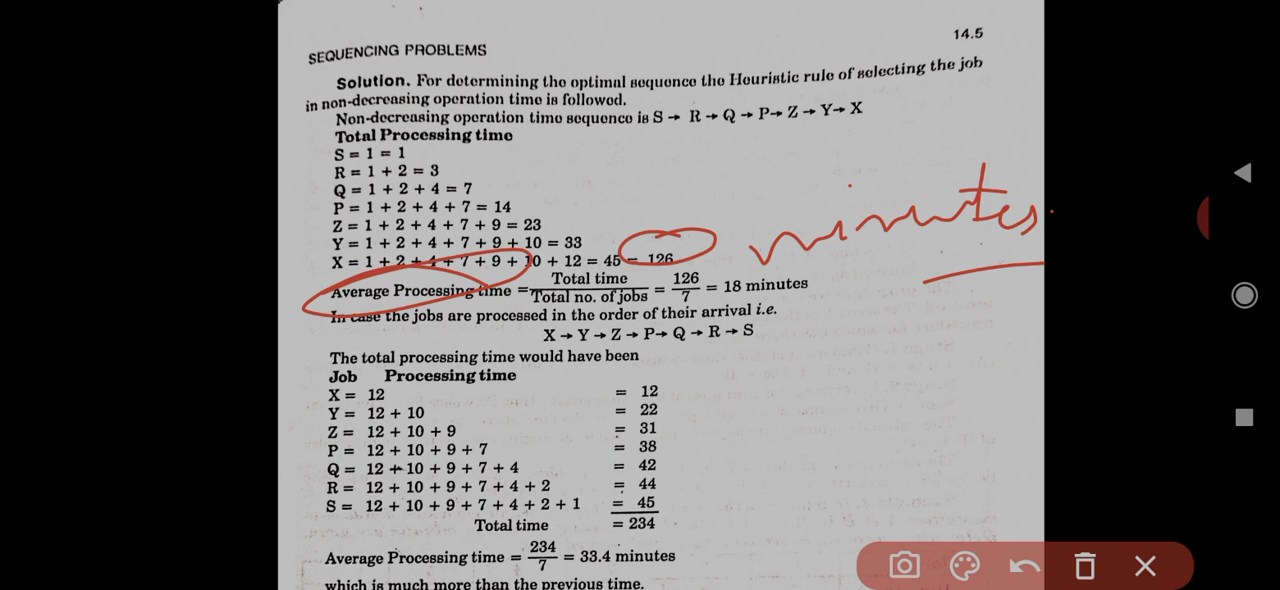 14.5
SEQUENCING PROBLEMS
Solution. For determining the optimal sequence the Heuristic rule of selecting the job
in non-decreasing operation time is followed.
Non-decreasing operation time sequence is S → R → Q → P → Z → Y → X
Total Processing time
S = 1 = 1
R = 1 + 2 = 3
Q = 1 + 2 + 4 = 7
P = 1 + 2 + 4 + 7 = 14
Z = 1 + 2 + 4 + 7 + 9 = 23
Y = 1 + 2 + 4 + 7 + 9 + 10 = 33
X = 1 + 2 + 4 + 7 + 9 + 10 + 12 = 45 = 126
minutes
Average Processing time = Total time / Total no. of jobs = 126 / 7 = 18 minutes
In case the jobs are processed in the order of their arrival i.e.
X → Y → Z → P → Q → R → S
The total processing time would have been
Job Processing time
X = 12 = 12
Y = 12 + 10 = 22
Z = 12 + 10 + 9 = 31
P = 12 + 10 + 9 + 7 = 38
Q = 12 + 10 + 9 + 7 + 4 = 42
R = 12 + 10 + 9 + 7 + 4 + 2 = 44
S = 12 + 10 + 9 + 7 + 4 + 2 + 1 = 45
Total time = 234
Average Processing time = 234 / 7 = 33.4 minutes
which is much more than the previous time.